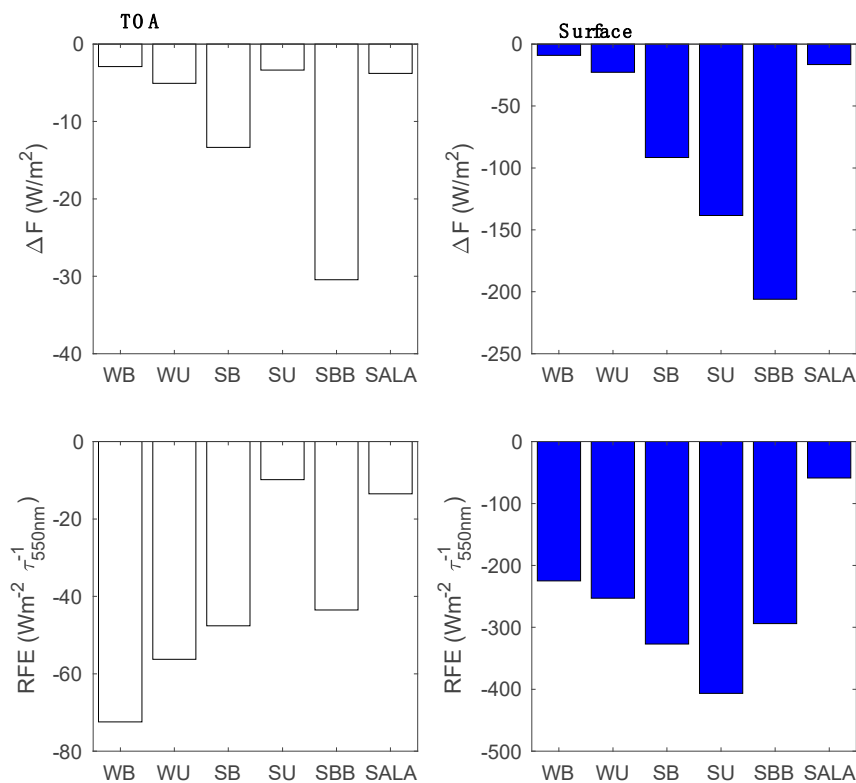 TOA
0
-10
-20
-30
-40
ΔF (W/m²)
WB WU SB SU SBB SALA
Surface
0
-50
-100
-150
-200
-250
ΔF (W/m²)
WB WU SB SU SBB SALA
0
-20
-40
-60
-80
RFE (Wm⁻² τ⁻¹₅₅₀nm)
WB WU SB SU SBB SALA
0
-100
-200
-300
-400
-500
RFE (Wm⁻² τ⁻¹₅₅₀nm)
WB WU SB SU SBB SALA